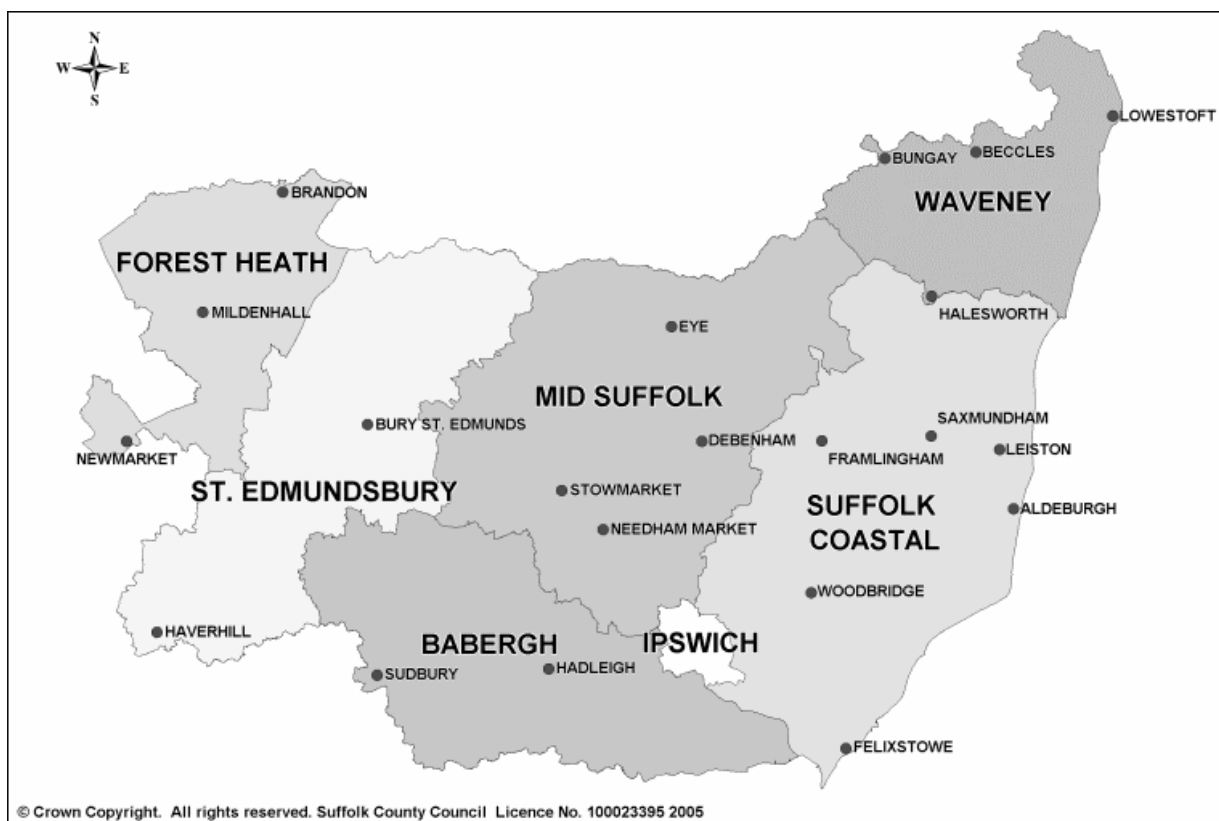 N
W E
S
LOWESTOFT
BUNGAY
BECCLES
BRANDON
WAVENEY
FOREST HEATH
MILDENHALL
HALESWORTH
EYE
MID SUFFOLK
SAXMUNDHAM
BURY ST. EDMUNDS
DEBENHAM
LEISTON
NEWMARKET
FRAMLINGHAM
ST. EDMUNDSBURY
STOWMARKET
SUFFOLK
COASTAL
ALDEBURGH
NEEDHAM MARKET
WOODBRIDGE
HAVERHILL
BABERGH
IPSWICH
SUDBURY
HADLEIGH
FELIXSTOWE
© Crown Copyright. All rights reserved. Suffolk County Council Licence No. 100023395 2005